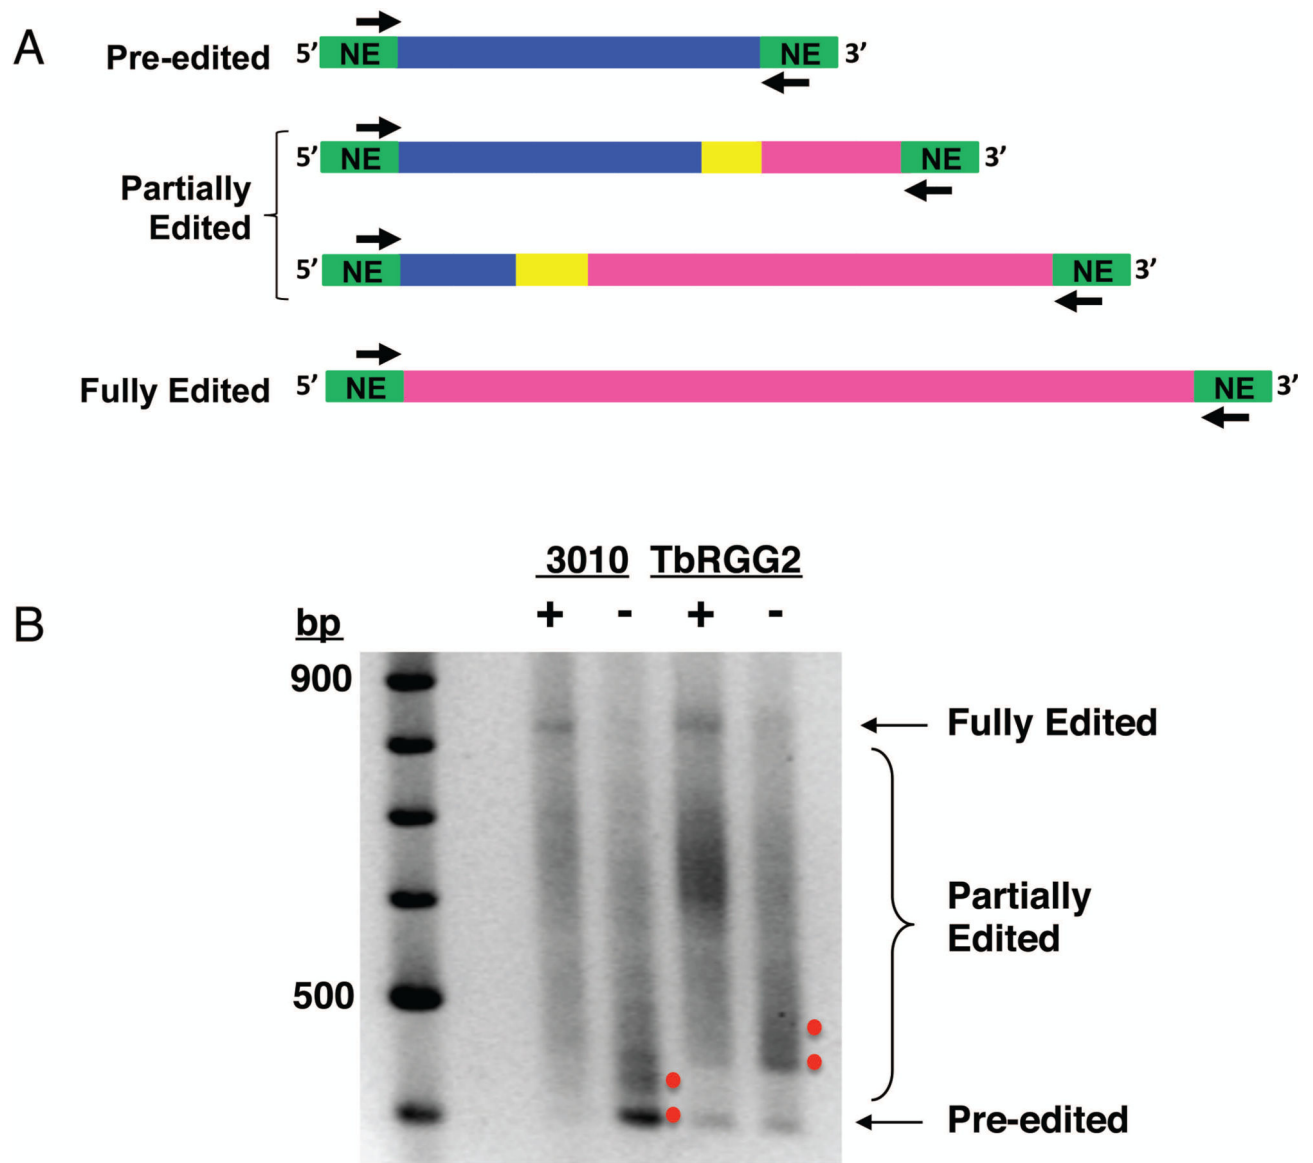 A
Pre-edited 5’ NE NE 3’
5’ NE NE 3’
Partially
Edited
5’ NE NE 3’
Fully Edited 5’ NE NE 3’
B
3010 TbRGG2
bp + - + -
900
Fully Edited
Partially
Edited
500
Pre-edited